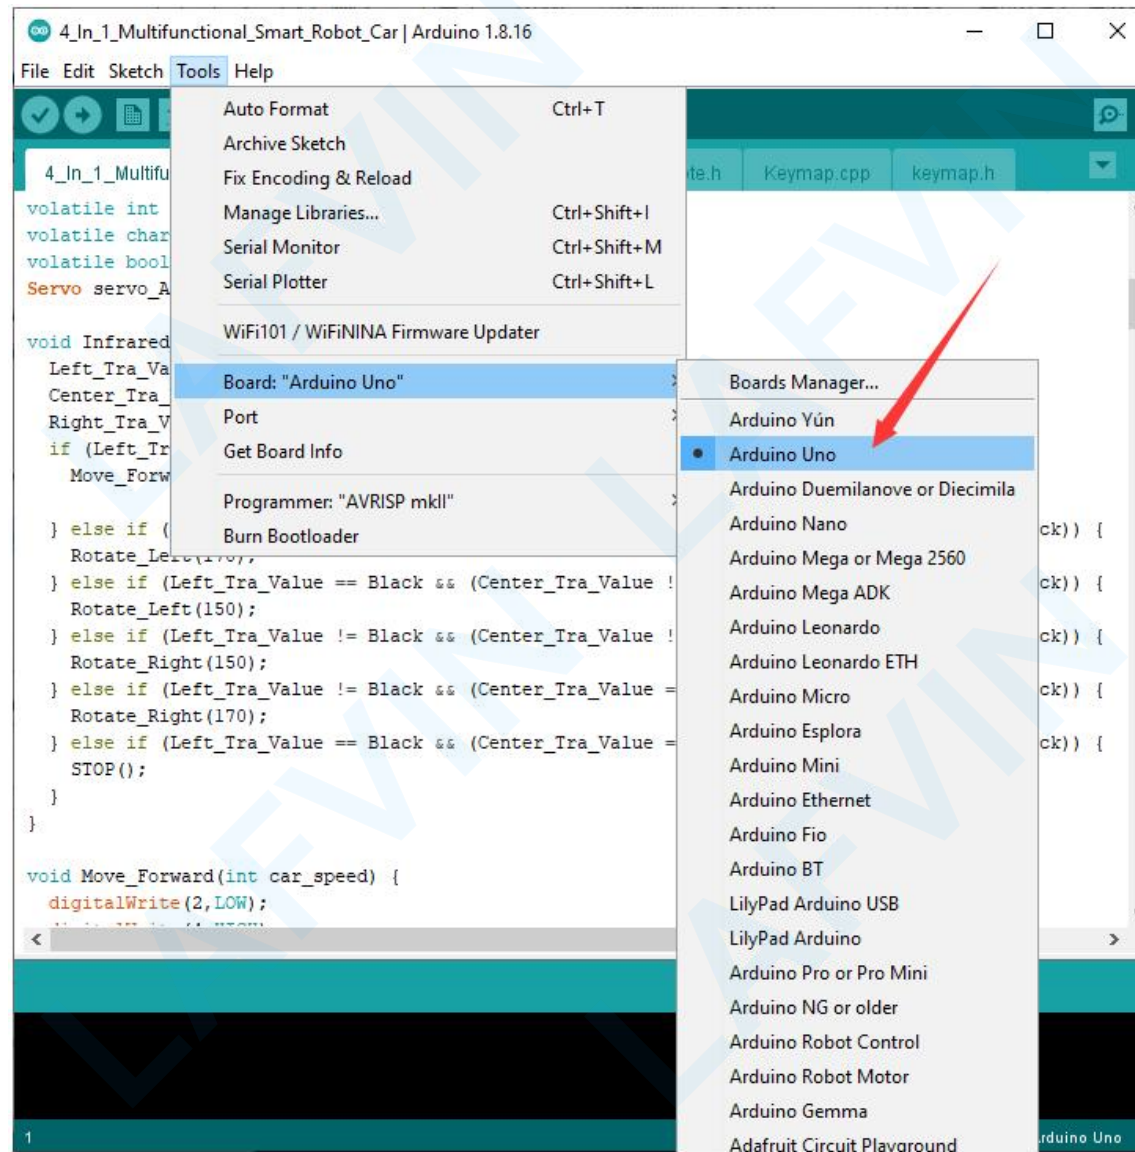 4_In_1_Multifunctional_Smart_Robot_Car | Arduino 1.8.16
File Edit Sketch Tools Help
Auto Format Ctrl+T
Archive Sketch
Fix Encoding & Reload
Manage Libraries... Ctrl+Shift+I
Serial Monitor Ctrl+Shift+M
Serial Plotter Ctrl+Shift+L
WiFi101 / WiFiNINA Firmware Updater
Board: "Arduino Uno"
Port
Get Board Info
Programmer: "AVRISP mkII"
Burn Bootloader
Boards Manager...
Arduino Yún
Arduino Uno
Arduino Duemilanove or Diecimila
Arduino Nano
Arduino Mega or Mega 2560
Arduino Mega ADK
Arduino Leonardo
Arduino Leonardo ETH
Arduino Micro
Arduino Esplora
Arduino Mini
Arduino Ethernet
Arduino Fio
Arduino BT
LilyPad Arduino USB
LilyPad Arduino
Arduino Pro or Pro Mini
Arduino NG or older
Arduino Robot Control
Arduino Robot Motor
Arduino Gemma
Adafruit Circuit Playground
4_In_1_Multifu te.h Keymap.cpp keymap.h
volatile int
volatile char
volatile bool
Servo servo_A
void Infrared
Left_Tra_Va
Center_Tra_
Right_Tra_V
if (Left_Tr
Move_Forw
} else if ( ck)) {
Rotate_Left(170);
} else if (Left_Tra_Value == Black && (Center_Tra_Value ! ck)) {
Rotate_Left(150);
} else if (Left_Tra_Value != Black && (Center_Tra_Value ! ck)) {
Rotate_Right(150);
} else if (Left_Tra_Value != Black && (Center_Tra_Value = ck)) {
Rotate_Right(170);
} else if (Left_Tra_Value == Black && (Center_Tra_Value = ck)) {
STOP();
}
}
void Move_Forward(int car_speed) {
digitalWrite(2,LOW);
1 rduino Uno
LAFVIN
LAFVIN
LAFVIN
LAFVIN